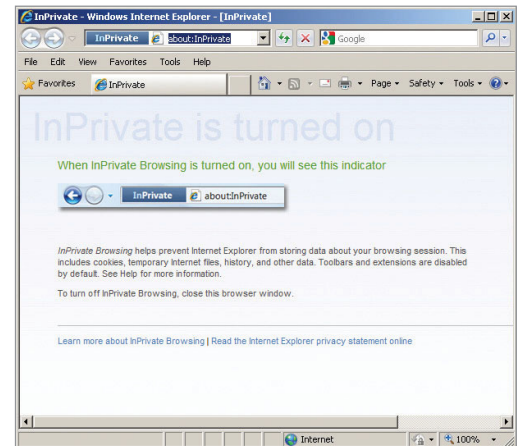 InPrivate - Windows Internet Explorer - [InPrivate]
InPrivate about:InPrivate Google
File Edit View Favorites Tools Help
Favorites InPrivate Page Safety Tools
InPrivate is turned on
When InPrivate Browsing is turned on, you will see this indicator
InPrivate about:InPrivate
InPrivate Browsing helps prevent Internet Explorer from storing data about your browsing session. This
includes cookies, temporary Internet files, history, and other data. Toolbars and extensions are disabled
by default. See Help for more information.
To turn off InPrivate Browsing, close this browser window.
Learn more about InPrivate Browsing | Read the Internet Explorer privacy statement online
Internet 100%